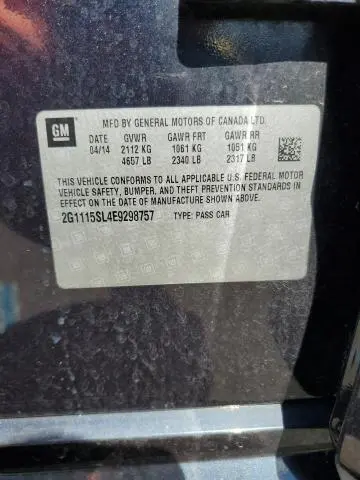 GM
MFD BY GENERAL MOTORS OF CANADA LTD.
DATE GVWR GAWR FRT GAWR RR
04/14 2112 KG 1061 KG 1051 KG
4657 LB 2340 LB 2317 LB
THIS VEHICLE CONFORMS TO ALL APPLICABLE U.S. FEDERAL MOTOR
VEHICLE SAFETY, BUMPER, AND THEFT PREVENTION STANDARDS IN
EFFECT ON THE DATE OF MANUFACTURE SHOWN ABOVE.
2G1115SL4E9298757 TYPE: PASS CAR